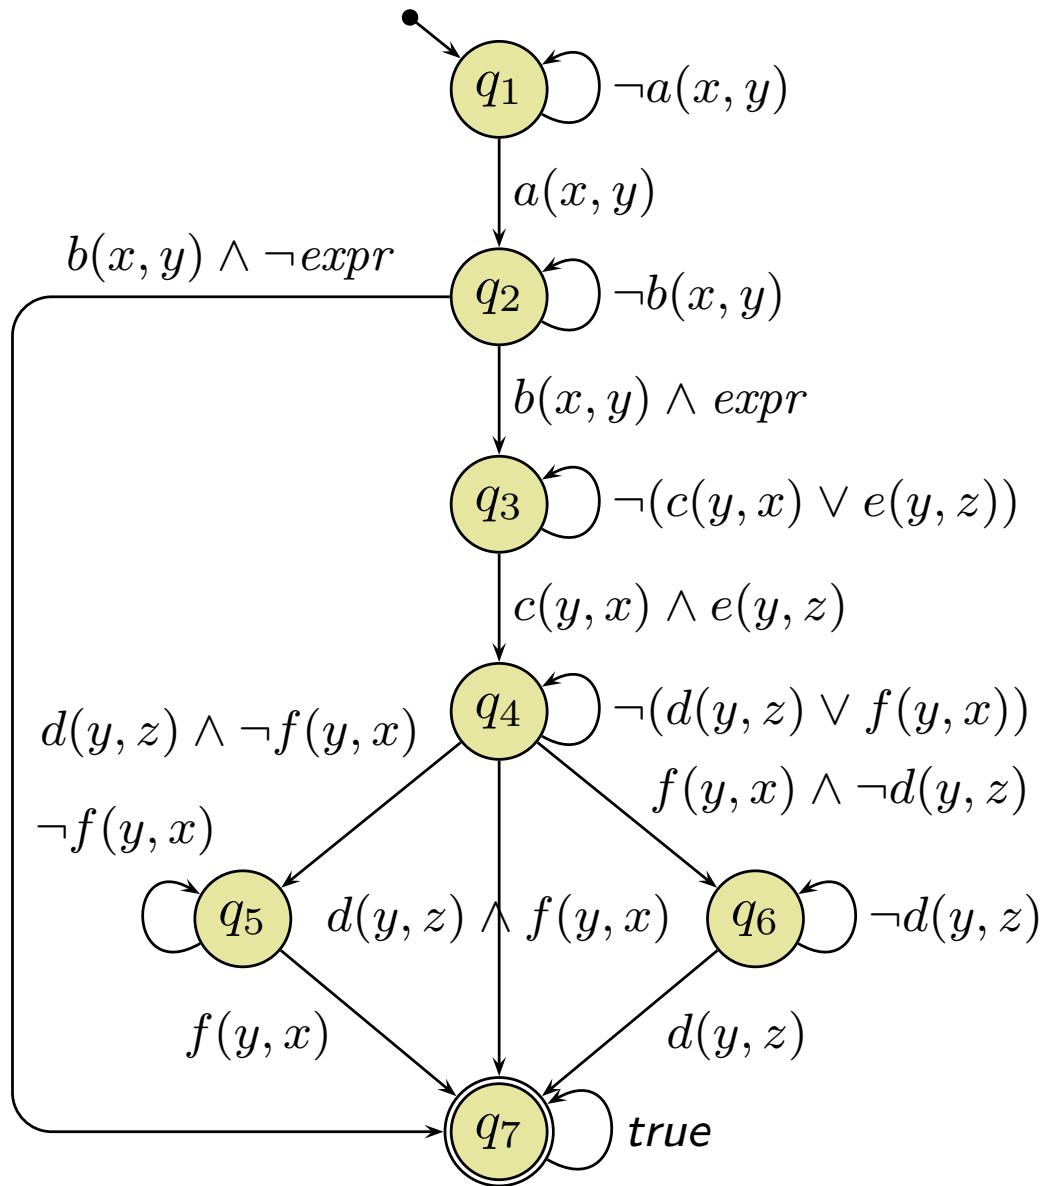 q1
¬a(x, y)
a(x, y)
b(x, y) ∧ ¬expr
q2
¬b(x, y)
b(x, y) ∧ expr
q3
¬(c(y, x) ∨ e(y, z))
c(y, x) ∧ e(y, z)
q4
¬(d(y, z) ∨ f(y, x))
d(y, z) ∧ ¬f(y, x)
f(y, x) ∧ ¬d(y, z)
¬f(y, x)
q5
d(y, z) ∧ f(y, x)
q6
¬d(y, z)
f(y, x)
d(y, z)
q7
true